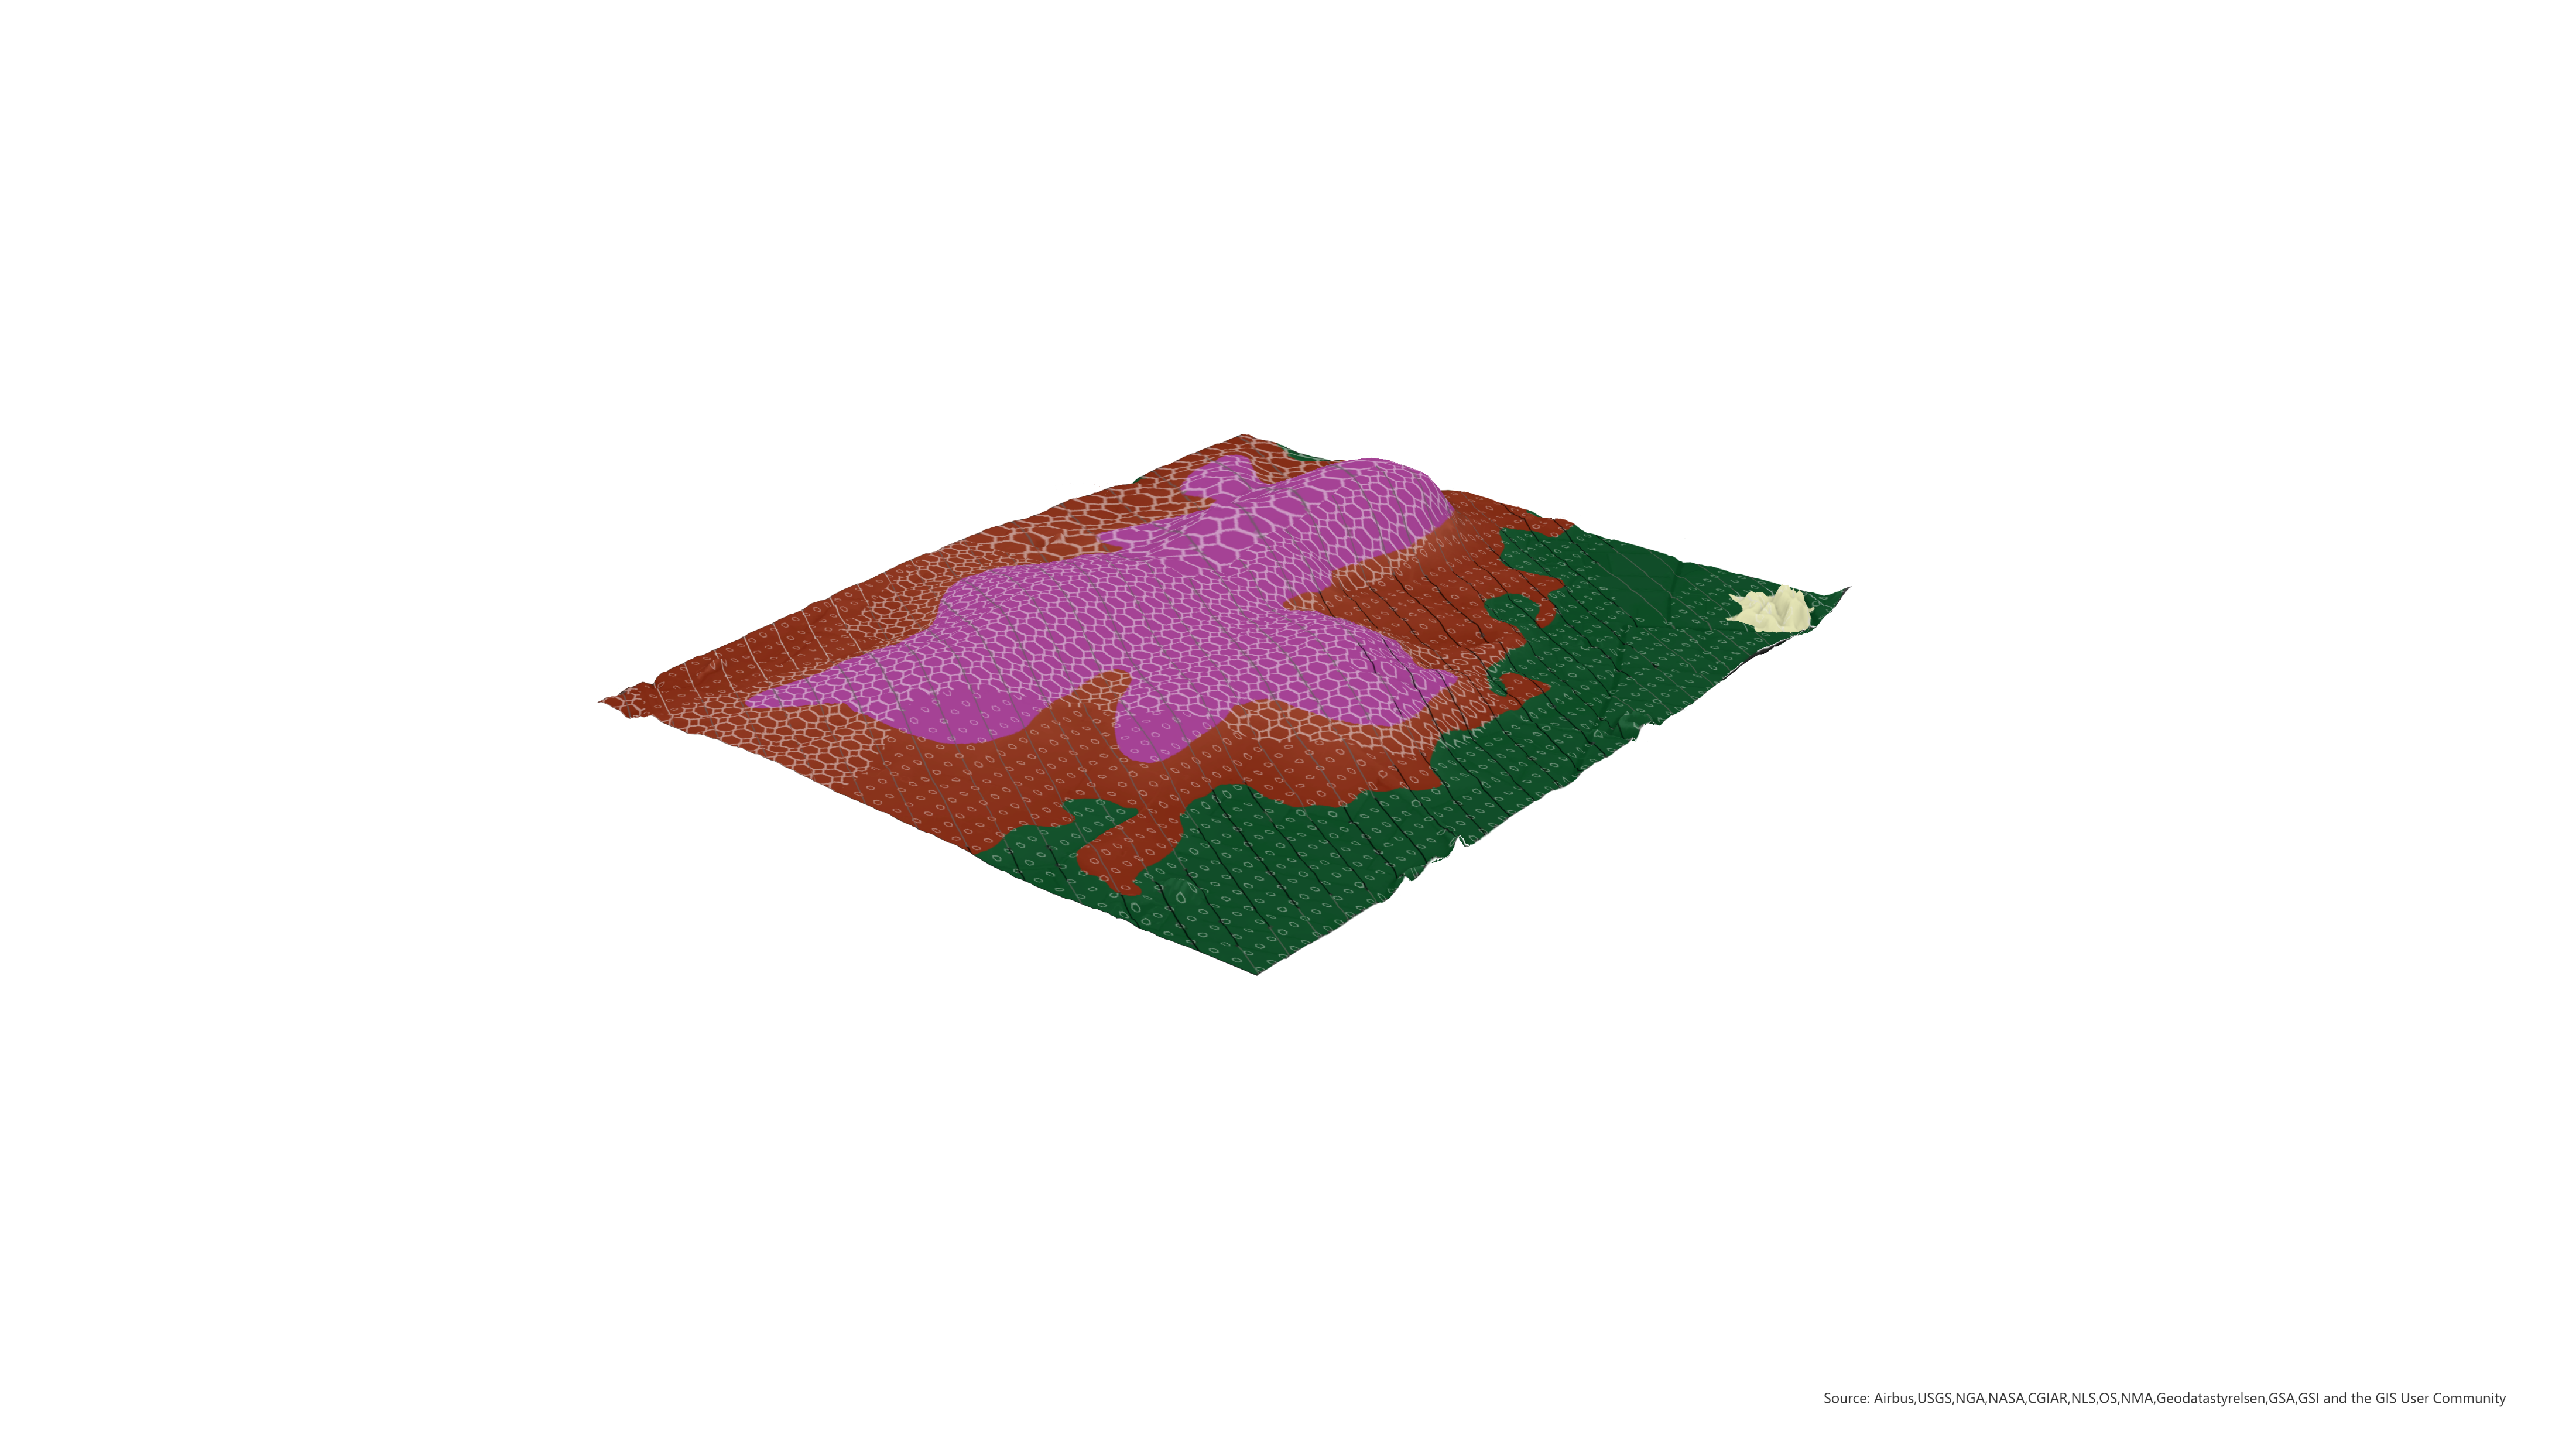 Source: Airbus,USGS,NGA,NASA,CGIAR,NLS,OS,NMA,Geodatastyrelsen,GSA,GSI and the GIS User Community